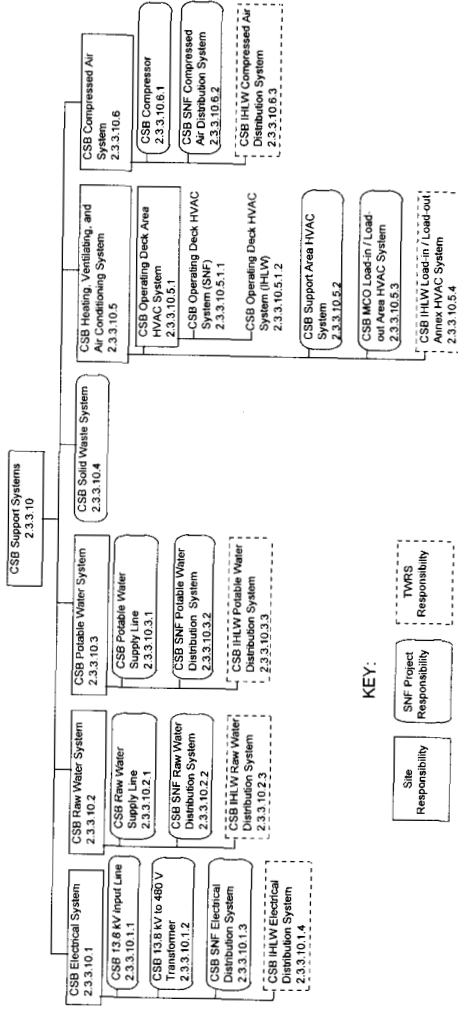 CSB Support Systems
2.3.3.10
CSB Electrical System
2.3.3.10.1
CSB 13.8 kV input Line
2.3.3.10.1.1
CSB 13.8 kV to 480 V
Transformer
2.3.3.10.1.2
CSB SNF Electrical
Distribution System
2.3.3.10.1.3
CSB IHLW Electrical
Distribution System
2.3.3.10.1.4
CSB Raw Water System
2.3.3.10.2
CSB Raw Water
Supply Line
2.3.3.10.2.1
CSB SNF Raw Water
Distribution System
2.3.3.10.2.2
CSB IHLW Raw Water
Distribution System
2.3.3.10.2.3
CSB Potable Water System
2.3.3.10.3
CSB Potable Water
Supply Line
2.3.3.10.3.1
CSB SNF Potable Water
Distribution System
2.3.3.10.3.2
CSB IHLW Potable Water
Distribution System
2.3.3.10.3.3
CSB Solid Waste System
2.3.3.10.4
CSB Heating, Ventilating, and
Air Conditioning System
2.3.3.10.5
CSB Operating Deck Area
HVAC System
2.3.3.10.5.1
CSB Operating Deck HVAC
System (SNF)
2.3.3.10.5.1.1
CSB Operating Deck HVAC
System (IHLW)
2.3.3.10.5.1.2
CSB Support Area HVAC
System
2.3.3.10.5.2
CSB MCO Load-in / Load-
out Area HVAC System
2.3.3.10.5.3
CSB IHLW Load-in / Load-out
Annex HVAC System
2.3.3.10.5.4
CSB Compressed Air
System
2.3.3.10.6
CSB Compressor
2.3.3.10.6.1
CSB SNF Compressed
Air Distribution System
2.3.3.10.6.2
CSB IHLW Compressed Air
Distribution System
2.3.3.10.6.3
KEY:
Site
Responsibility
SNF Project
Responsibility
TWRS
Responsibility